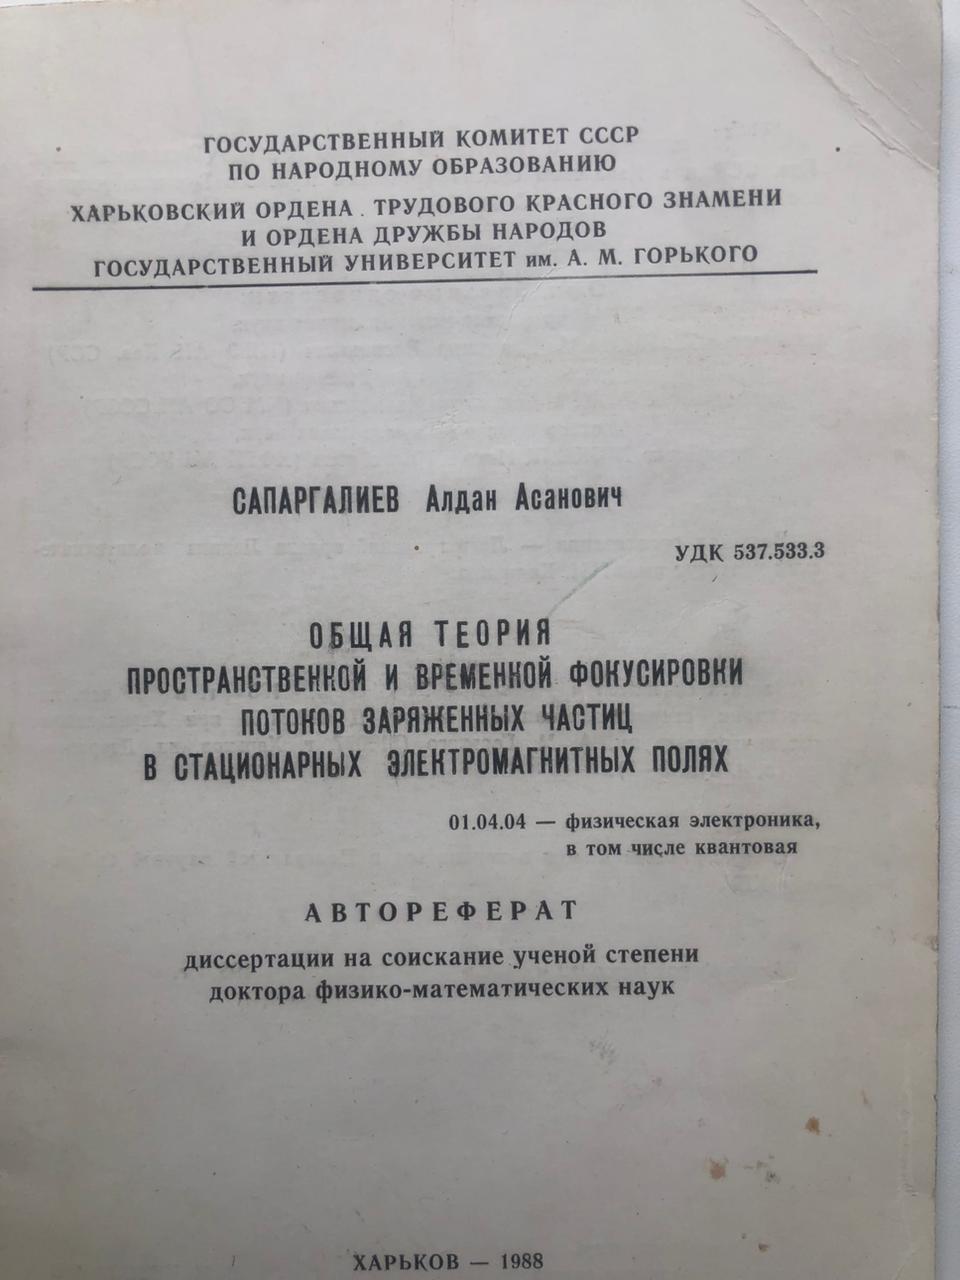 ГОСУДАРСТВЕННЫЙ КОМИТЕТ СССР
ПО НАРОДНОМУ ОБРАЗОВАНИЮ
ХАРЬКОВСКИЙ ОРДЕНА ТРУДОВОГО КРАСНОГО ЗНАМЕНИ
И ОРДЕНА ДРУЖБЫ НАРОДОВ
ГОСУДАРСТВЕННЫЙ УНИВЕРСИТЕТ им. А. М. ГОРЬКОГО
САПАРГАЛИЕВ Алдан Асанович
УДК 537.533.3
ОБЩАЯ ТЕОРИЯ
ПРОСТРАНСТВЕННОЙ И ВРЕМЕННОЙ ФОКУСИРОВКИ
ПОТОКОВ ЗАРЯЖЕННЫХ ЧАСТИЦ
В СТАЦИОНАРНЫХ ЭЛЕКТРОМАГНИТНЫХ ПОЛЯХ
01.04.04 — физическая электроника,
в том числе квантовая
АВТОРЕФЕРАТ
диссертации на соискание ученой степени
доктора физико-математических наук
ХАРЬКОВ — 1988